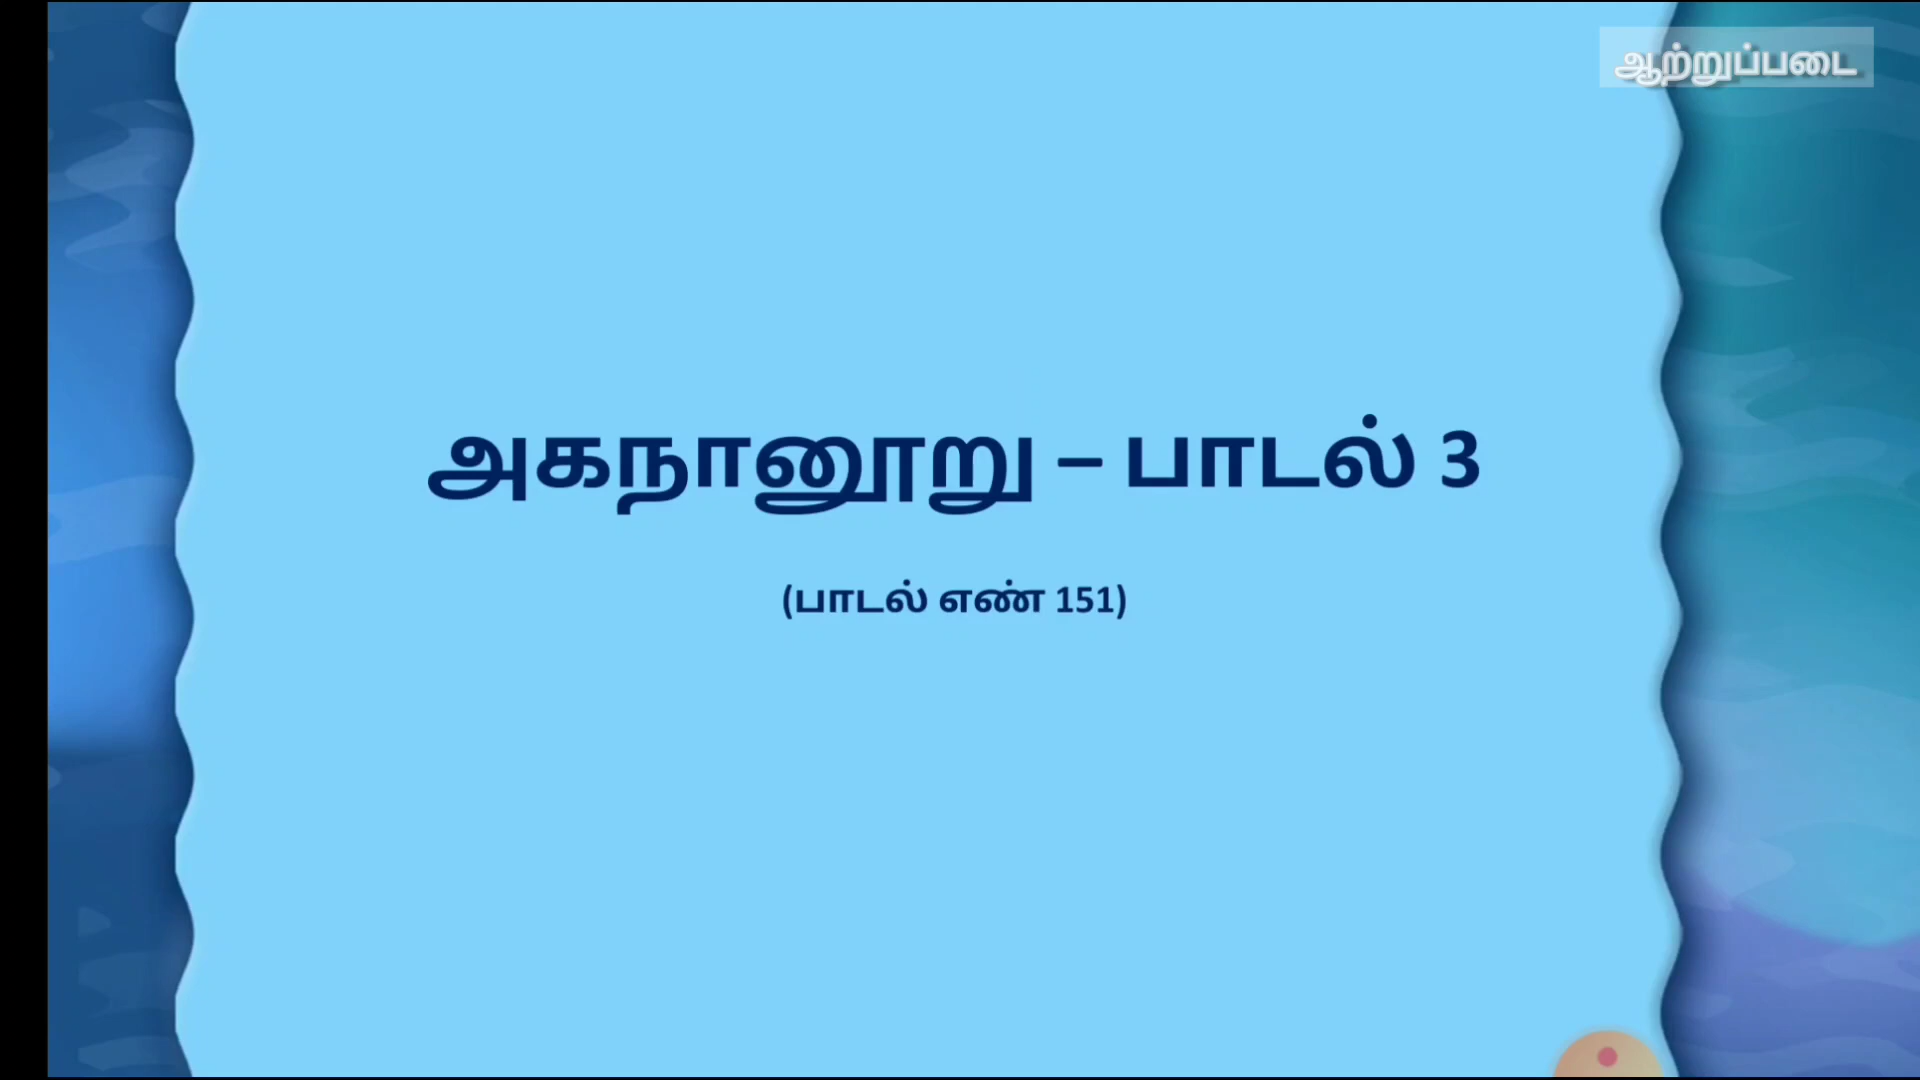 ஆற்றுப்படை
அகநானூறு – பாடல் 3
(பாடல் எண் 151)